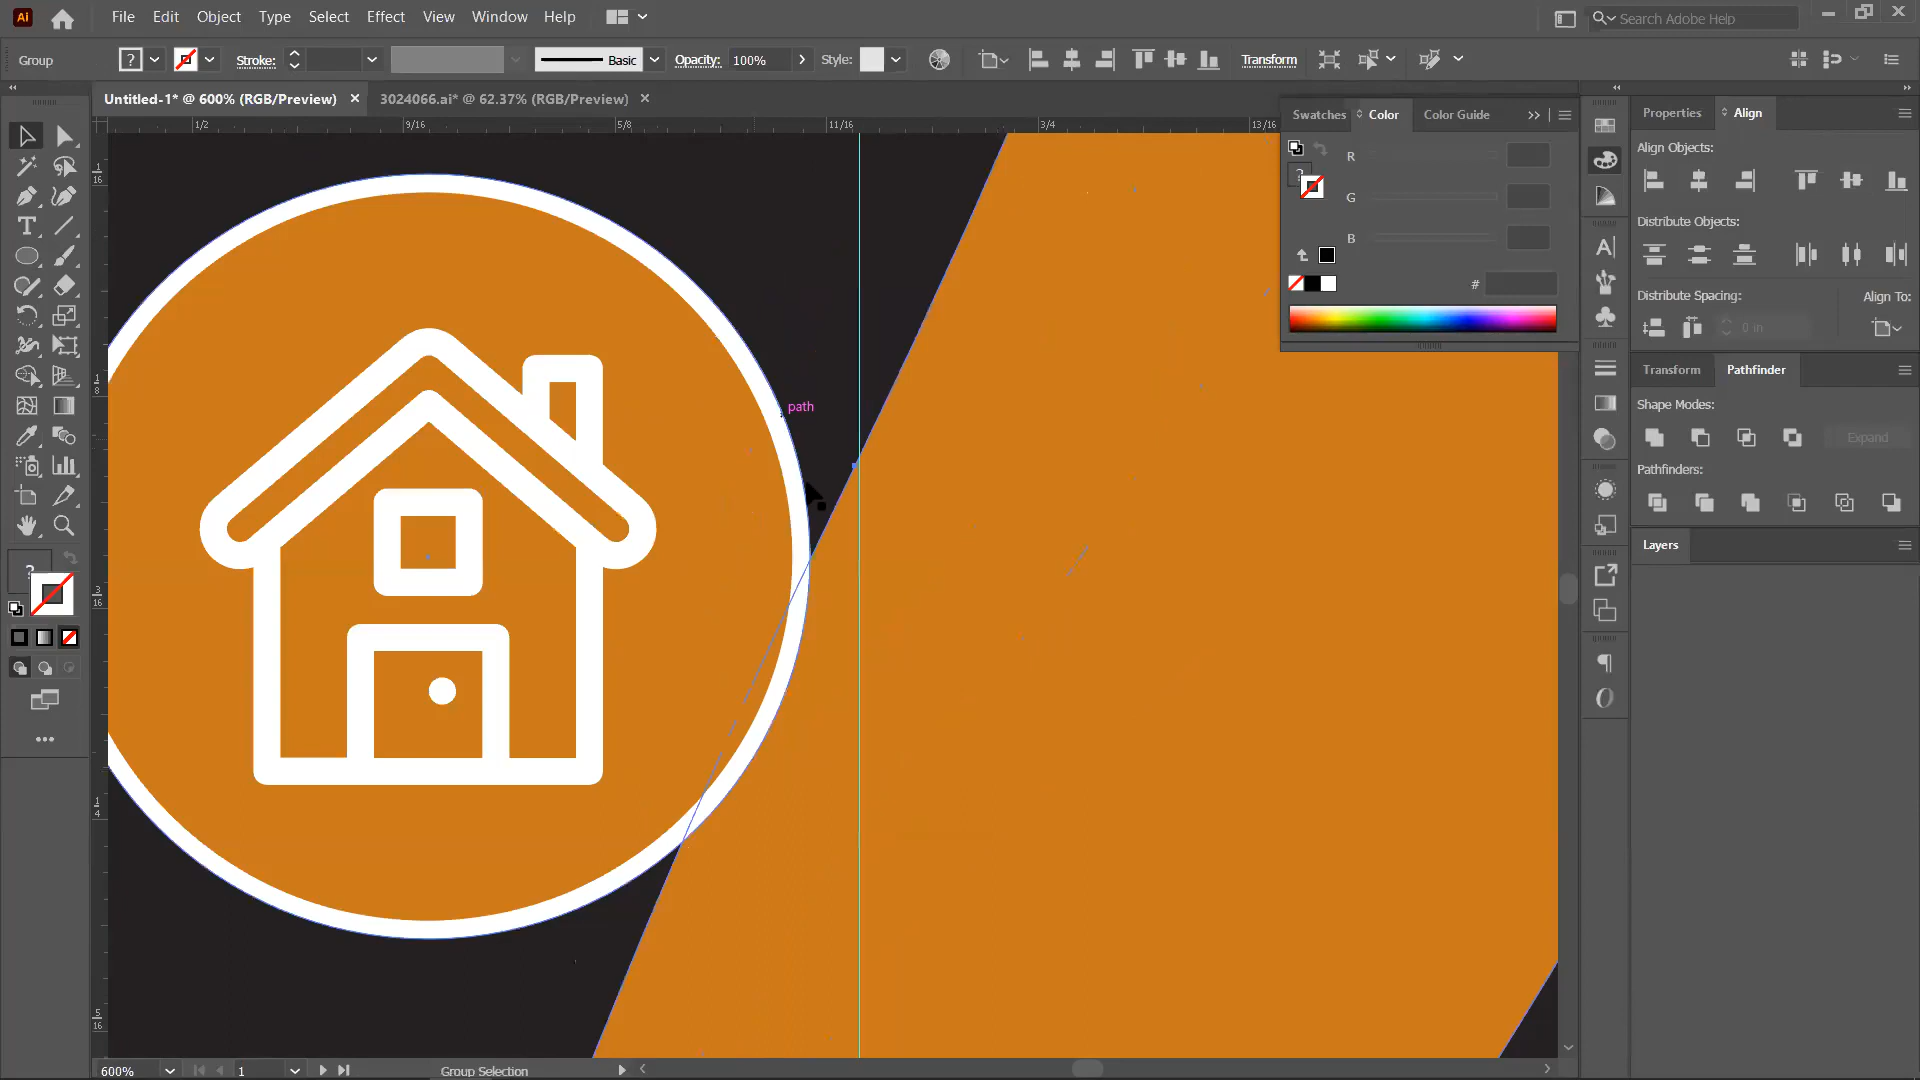 Ai File Edit Object Type Select Effect View Window Help Search Adobe Help
Group ? Stroke: Basic Opacity: 100% Style: Transform
Untitled-1* @ 600% (RGB/Preview) 3024066.ai* @ 62.37% (RGB/Preview)
1/2 9/16 5/8 11/16 3/4 13/16
1
16
1
8
3
16
1
4
5
16
path
Swatches Color Color Guide
R
G
B
?
#
Properties Align
Align Objects:
Distribute Objects:
Distribute Spacing: Align To:
0 in
Transform Pathfinder
Shape Modes:
Expand
Pathfinders:
Layers
?
600% 1 Group Selection